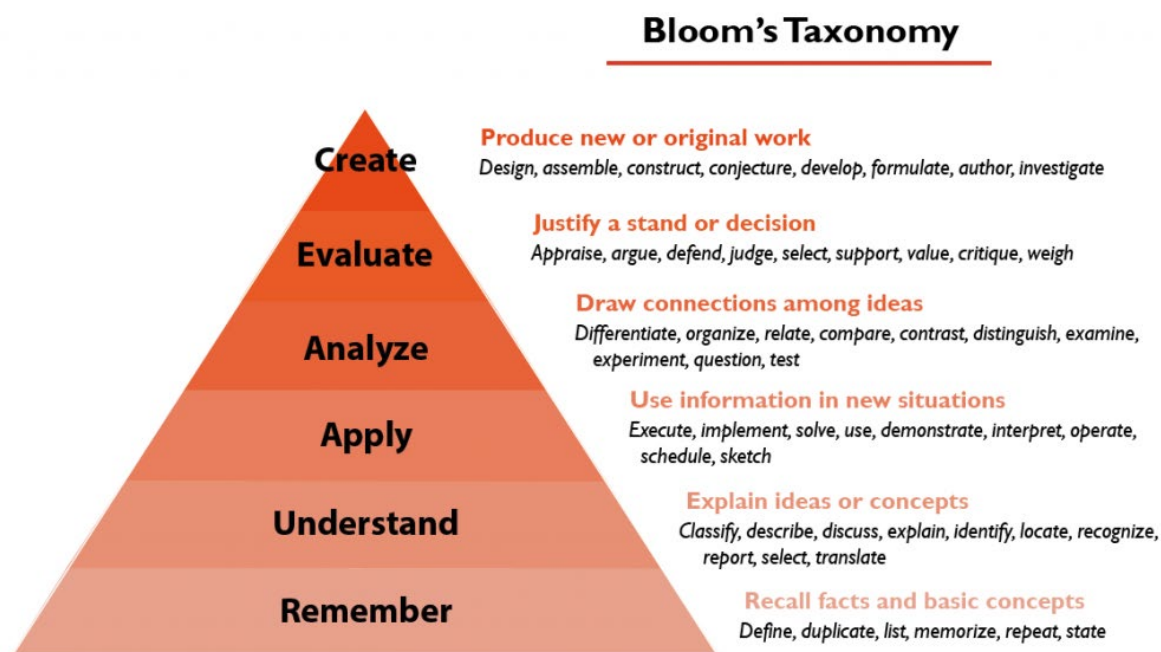 Bloom's Taxonomy
Create
Produce new or original work
Design, assemble, construct, conjecture, develop, formulate, author, investigate
Evaluate
Justify a stand or decision
Appraise, argue, defend, judge, select, support, value, critique, weigh
Analyze
Draw connections among ideas
Differentiate, organize, relate, compare, contrast, distinguish, examine,
experiment, question, test
Apply
Use information in new situations
Execute, implement, solve, use, demonstrate, interpret, operate,
schedule, sketch
Understand
Explain ideas or concepts
Classify, describe, discuss, explain, identify, locate, recognize,
report, select, translate
Remember
Recall facts and basic concepts
Define, duplicate, list, memorize, repeat, state